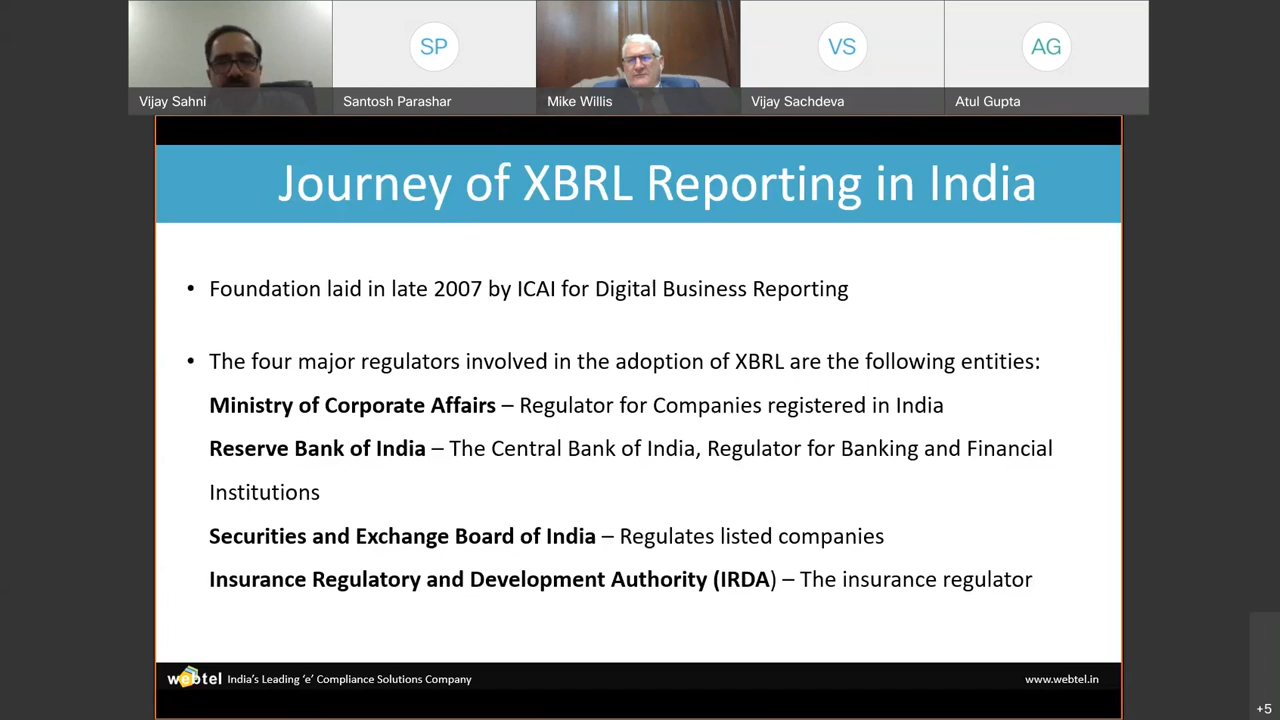 SP
VS
AG
Vijay Sahni
Santosh Parashar
Mike Willis
Vijay Sachdeva
Atul Gupta
Journey of XBRL Reporting in India
• Foundation laid in late 2007 by ICAI for Digital Business Reporting
• The four major regulators involved in the adoption of XBRL are the following entities:
Ministry of Corporate Affairs – Regulator for Companies registered in India
Reserve Bank of India – The Central Bank of India, Regulator for Banking and Financial
Institutions
Securities and Exchange Board of India – Regulates listed companies
Insurance Regulatory and Development Authority (IRDA) – The insurance regulator
webtel India's Leading 'e' Compliance Solutions Company
www.webtel.in
+5